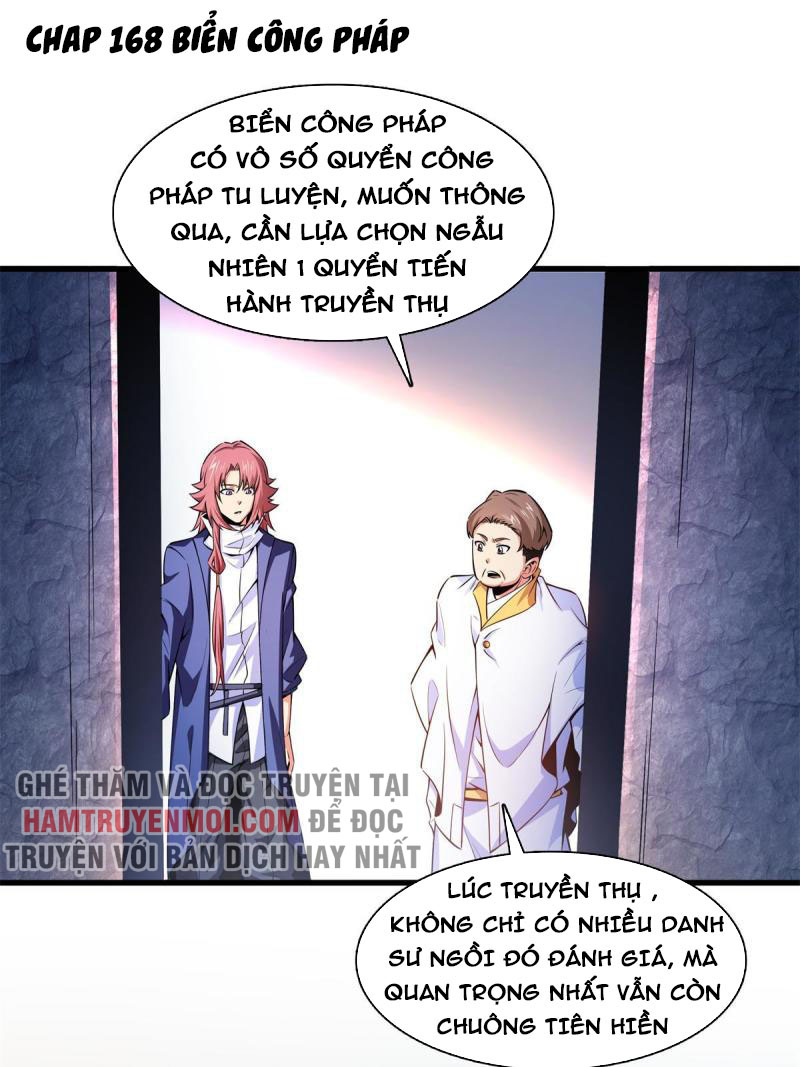 CHAP 168 BIỂN CÔNG PHÁP
BIỂN CÔNG PHÁP
CÓ VÔ SỐ QUYỂN CÔNG
PHÁP TU LUYỆN, MUỐN THÔNG
QUA, CẦN LỰA CHỌN NGẪU
NHIÊN 1 QUYỂN TIẾN
HÀNH TRUYỀN THỤ
GHÉ THĂM VÀ ĐỌC TRUYỆN TẠI
HAMTRUYENMOI.COM ĐỂ ĐỌC
TRUYỆN VỚI BẢN DỊCH HAY NHẤT
LÚC TRUYỀN THỤ ,
KHÔNG CHỈ CÓ NHIỀU DANH
SƯ NGỒI ĐÓ ĐÁNH GIÁ, MÀ
QUAN TRỌNG NHẤT VẪN CÒN
CHUÔNG TIÊN HIỀN